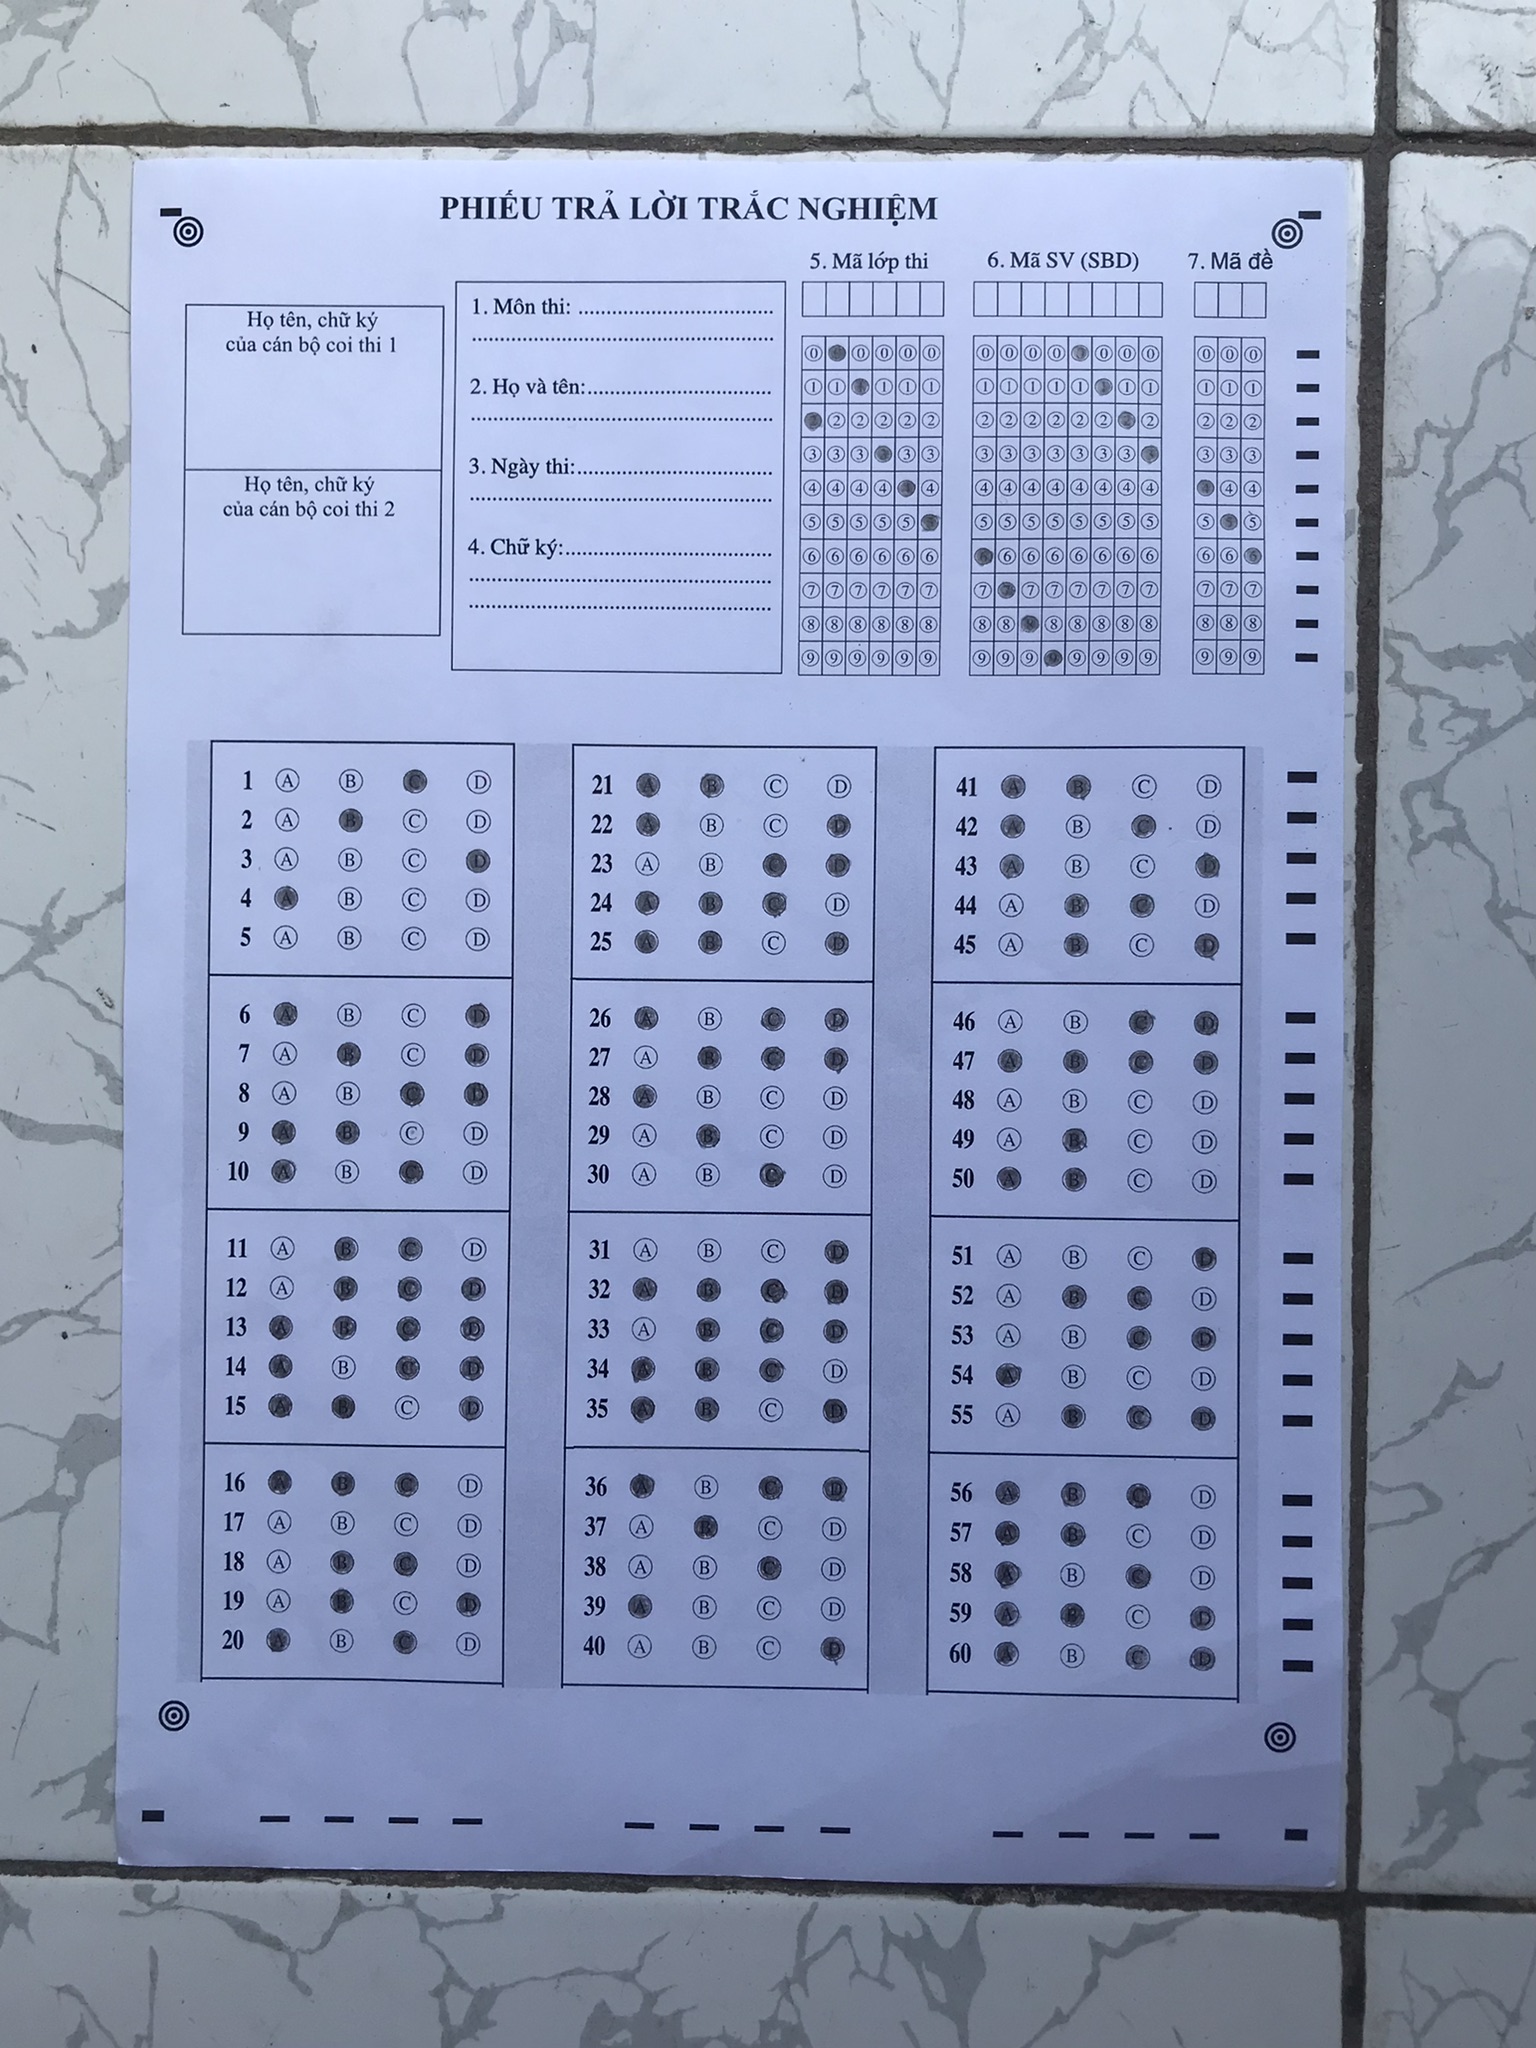 PHIẾU TRẢ LỜI TRẮC NGHIỆM
5. Mã lớp thi 6. Mã SV (SBD) 7. Mã đề
Họ tên, chữ ký
của cán bộ coi thi 1
Họ tên, chữ ký
của cán bộ coi thi 2
1. Môn thi: ....................................
2. Họ và tên:....................................
3. Ngày thi:....................................
4. Chữ ký:....................................
0 0 0 0 0 0 0 0 0 0 0 0 0 0 0 0 0
1 1 1 1 1 1 1 1 1 1 1 1 1 1 1 1 1
2 2 2 2 2 2 2 2 2 2 2 2 2 2 2 2 2
3 3 3 3 3 3 3 3 3 3 3 3 3 3 3 3 3
4 4 4 4 4 4 4 4 4 4 4 4 4 4 4 4 4
5 5 5 5 5 5 5 5 5 5 5 5 5 5 5 5 5
6 6 6 6 6 6 6 6 6 6 6 6 6 6 6 6 6
7 7 7 7 7 7 7 7 7 7 7 7 7 7 7 7 7
8 8 8 8 8 8 8 8 8 8 8 8 8 8 8 8 8
9 9 9 9 9 9 9 9 9 9 9 9 9 9 9 9 9
1 A B C D
2 A B C D
3 A B C D
4 A B C D
5 A B C D
6 A B C D
7 A B C D
8 A B C D
9 A B C D
10 A B C D
11 A B C D
12 A B C D
13 A B C D
14 A B C D
15 A B C D
16 A B C D
17 A B C D
18 A B C D
19 A B C D
20 A B C D
21 A B C D
22 A B C D
23 A B C D
24 A B C D
25 A B C D
26 A B C D
27 A B C D
28 A B C D
29 A B C D
30 A B C D
31 A B C D
32 A B C D
33 A B C D
34 A B C D
35 A B C D
36 A B C D
37 A B C D
38 A B C D
39 A B C D
40 A B C D
41 A B C D
42 A B C D
43 A B C D
44 A B C D
45 A B C D
46 A B C D
47 A B C D
48 A B C D
49 A B C D
50 A B C D
51 A B C D
52 A B C D
53 A B C D
54 A B C D
55 A B C D
56 A B C D
57 A B C D
58 A B C D
59 A B C D
60 A B C D